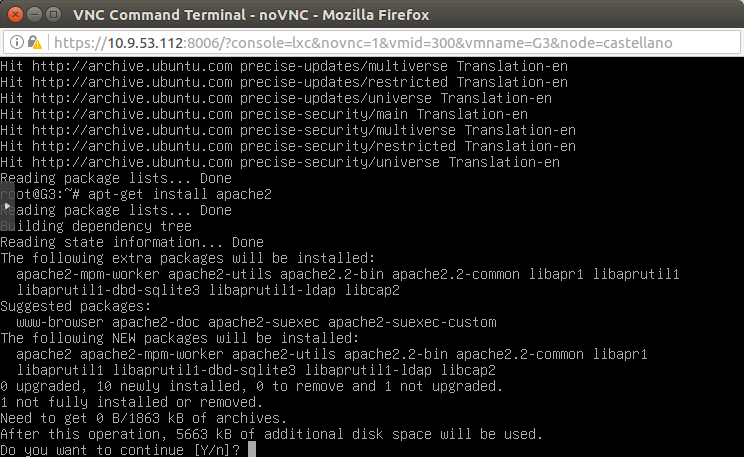 VNC Command Terminal - noVNC - Mozilla Firefox
https://10.9.53.112:8006/?console=lxc&novnc=1&vmid=300&vmname=G3&node=castellano
Hit http://archive.ubuntu.com precise-updates/multiverse Translation-en
Hit http://archive.ubuntu.com precise-updates/restricted Translation-en
Hit http://archive.ubuntu.com precise-updates/universe Translation-en
Hit http://archive.ubuntu.com precise-security/main Translation-en
Hit http://archive.ubuntu.com precise-security/multiverse Translation-en
Hit http://archive.ubuntu.com precise-security/restricted Translation-en
Hit http://archive.ubuntu.com precise-security/universe Translation-en
Reading package lists... Done
root@G3:~# apt-get install apache2
Reading package lists... Done
Building dependency tree
Reading state information... Done
The following extra packages will be installed:
apache2-mpm-worker apache2-utils apache2.2-bin apache2.2-common libapr1 libaprutil1
libaprutil1-dbd-sqlite3 libaprutil1-ldap libcap2
Suggested packages:
www-browser apache2-doc apache2-suexec apache2-suexec-custom
The following NEW packages will be installed:
apache2 apache2-mpm-worker apache2-utils apache2.2-bin apache2.2-common libapr1
libaprutil1 libaprutil1-dbd-sqlite3 libaprutil1-ldap libcap2
0 upgraded, 10 newly installed, 0 to remove and 1 not upgraded.
1 not fully installed or removed.
Need to get 0 B/1863 kB of archives.
After this operation, 5663 kB of additional disk space will be used.
Do you want to continue [Y/n]?